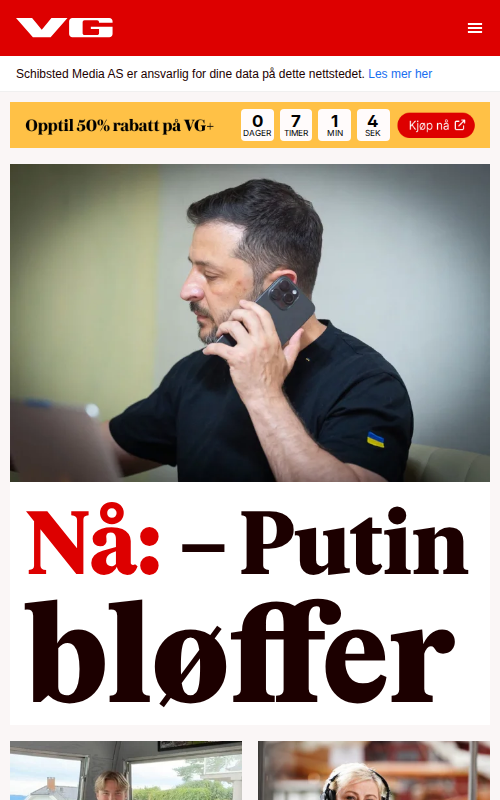 VG
Schibsted Media AS er ansvarlig for dine data på dette nettstedet. Les mer her
Opptil 50% rabatt på VG+
0 7 1 4
DAGER TIMER MIN SEK
Kjøp nå
Nå: – Putin
bløffer